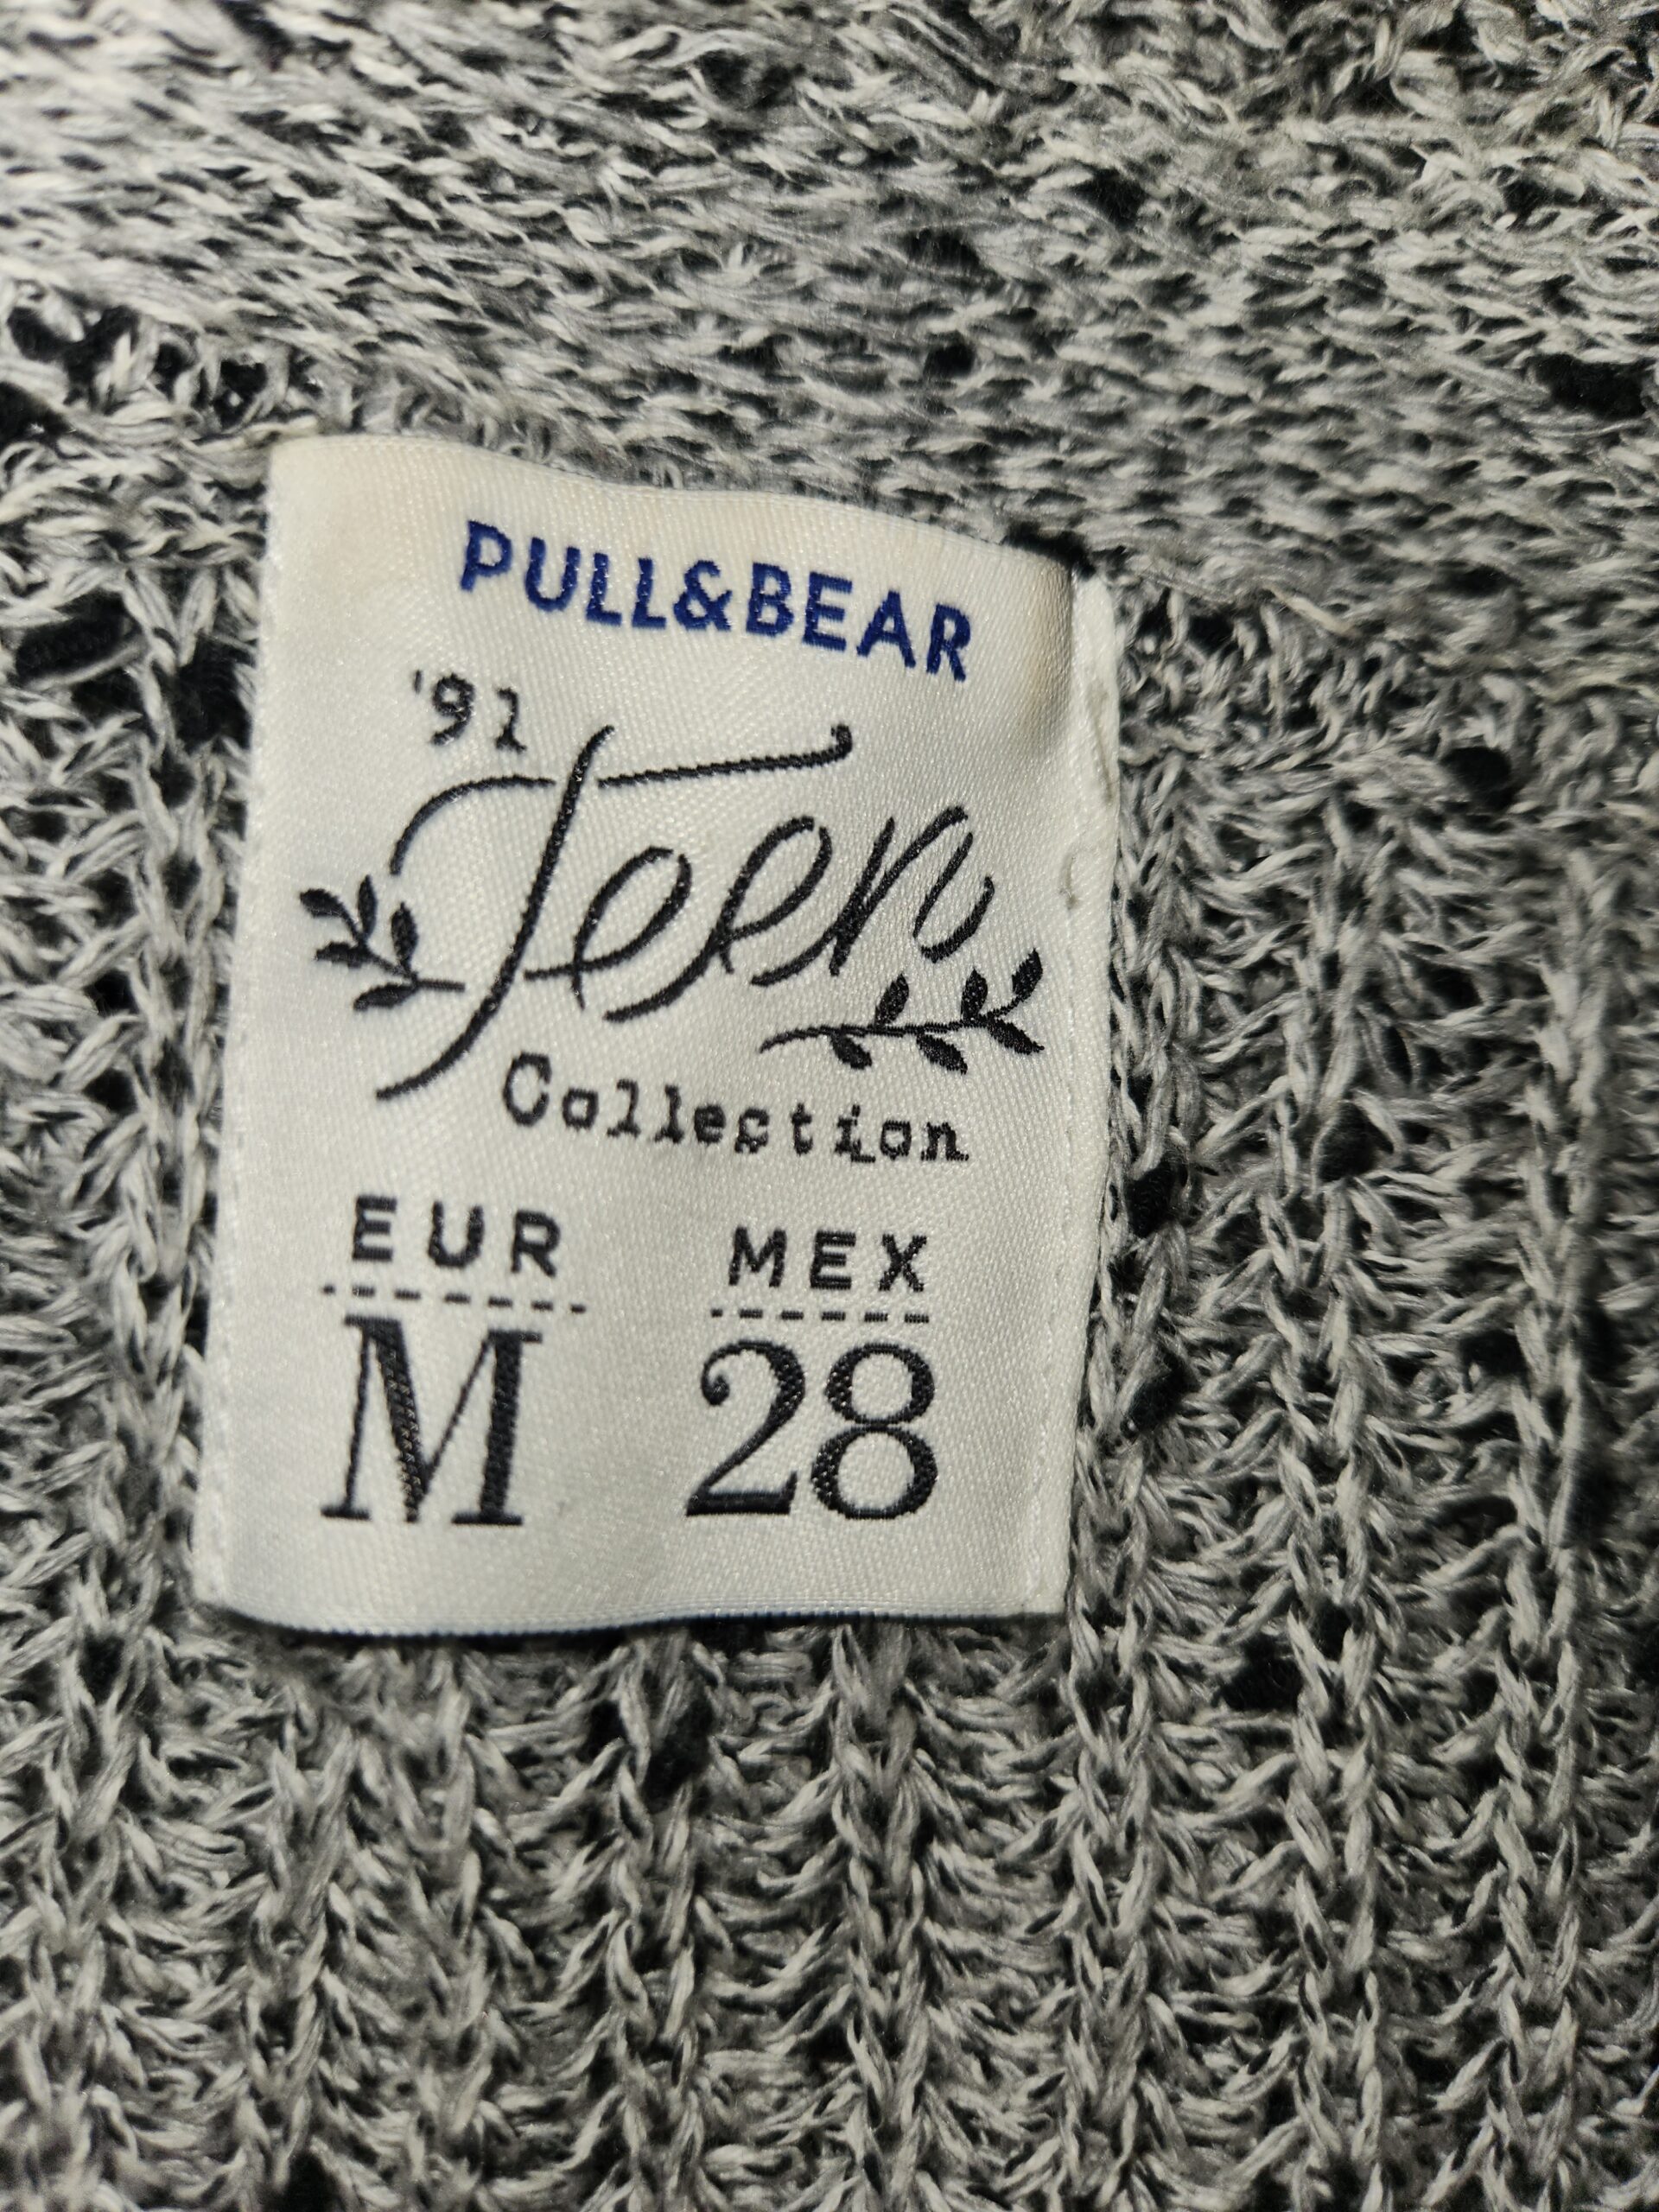 PULL&BEAR
'91
Teen
Collection
EUR MEX
M 28